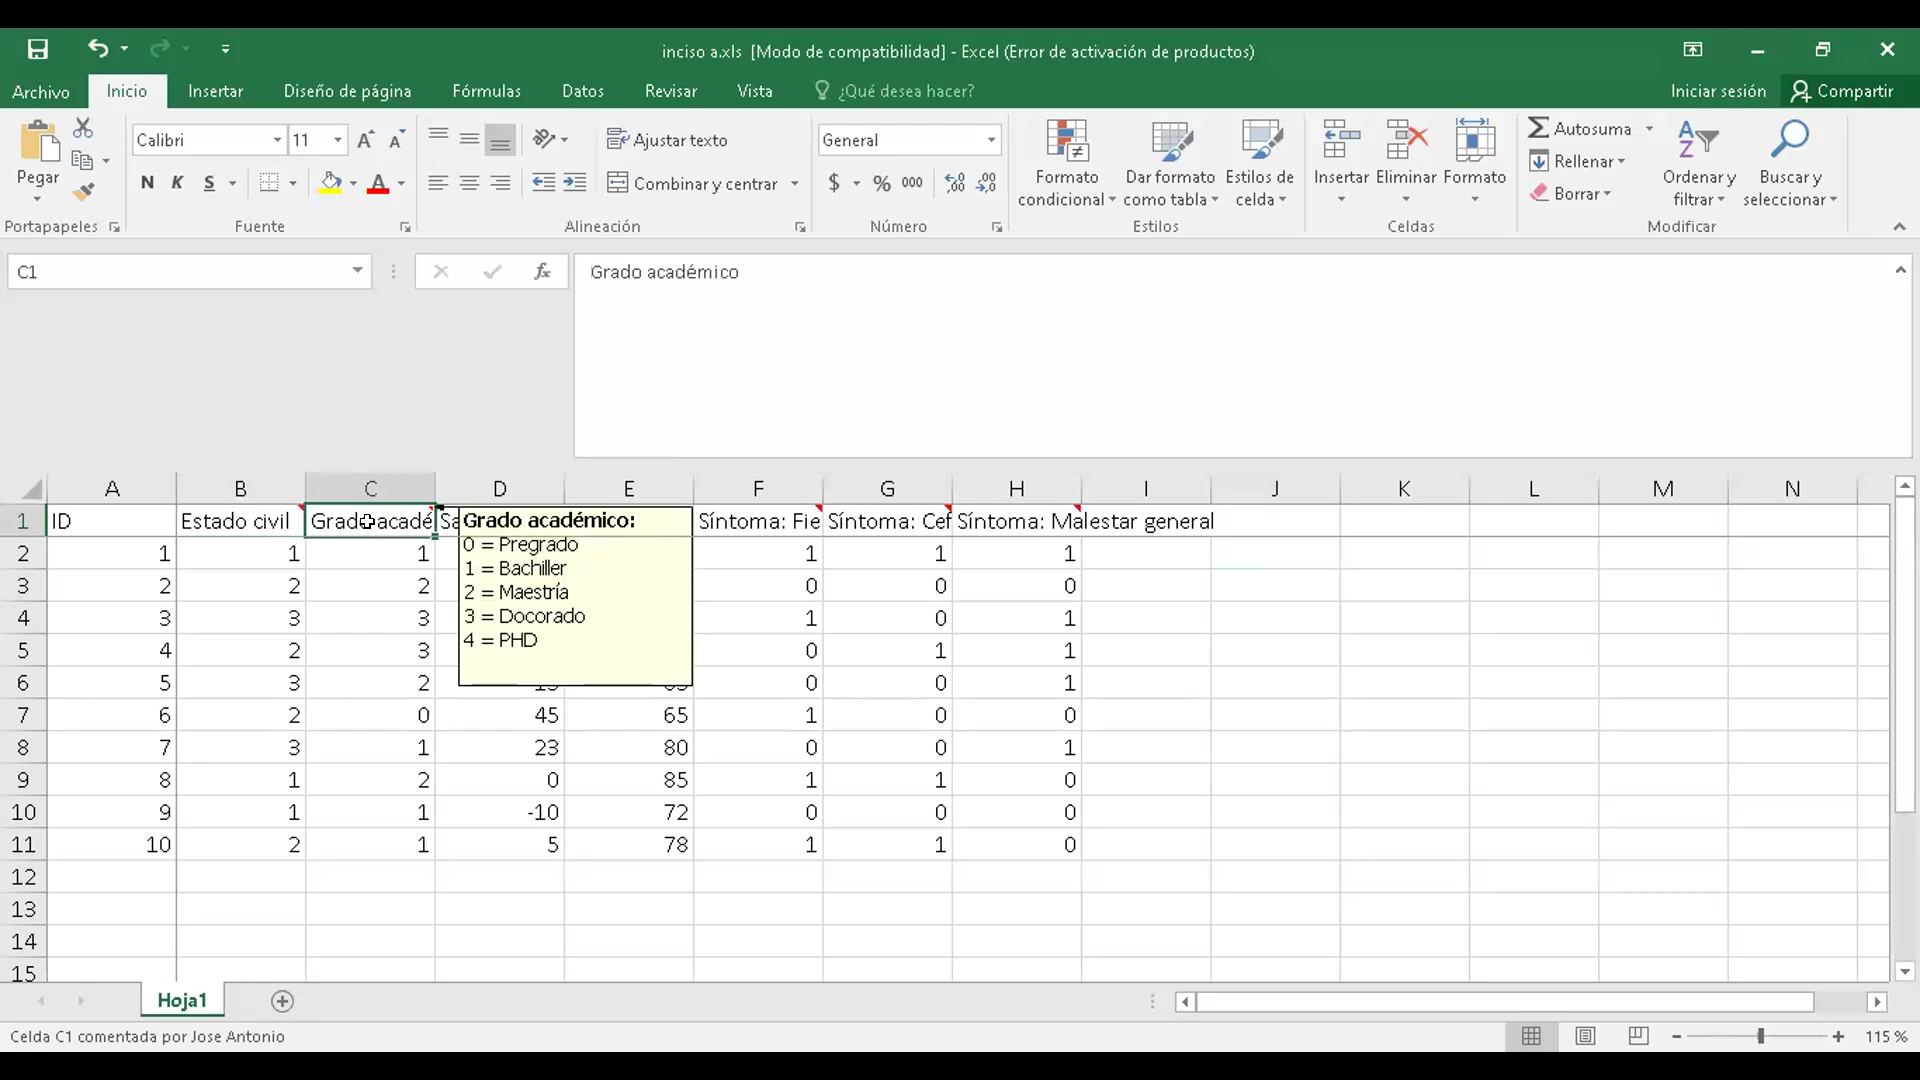 inciso a.xls [Modo de compatibilidad] - Excel (Error de activación de productos)
Archivo Inicio Insertar Diseño de página Fórmulas Datos Revisar Vista ¿Qué desea hacer? Iniciar sesión Compartir
Pegar
Portapapeles
Calibri 11
N K S
Fuente
Ajustar texto
Combinar y centrar
Alineación
General
$ % 000
Número
Formato condicional
Dar formato como tabla
Estilos de celda
Estilos
Insertar Eliminar Formato
Celdas
Autosuma
Rellenar
Borrar
Ordenar y filtrar
Buscar y seleccionar
Modificar
C1 fx Grado académico
A B C D E F G H I J K L M N
1 ID Estado civil Grado acadé Sa Síntoma: Fie Síntoma: Cef Síntoma: Malestar general
Grado académico:
0 = Pregrado
1 = Bachiller
2 = Maestría
3 = Docorado
4 = PHD
2 1 1 1 1 1 1
3 2 2 2 0 0 0
4 3 3 3 1 0 1
5 4 2 3 0 1 1
6 5 3 2 0 0 1
7 6 2 0 45 65 1 0 0
8 7 3 1 23 80 0 0 1
9 8 1 2 0 85 1 1 0
10 9 1 1 -10 72 0 0 0
11 10 2 1 5 78 1 1 0
12
13
14
15
Hoja1
Celda C1 comentada por Jose Antonio
115 %